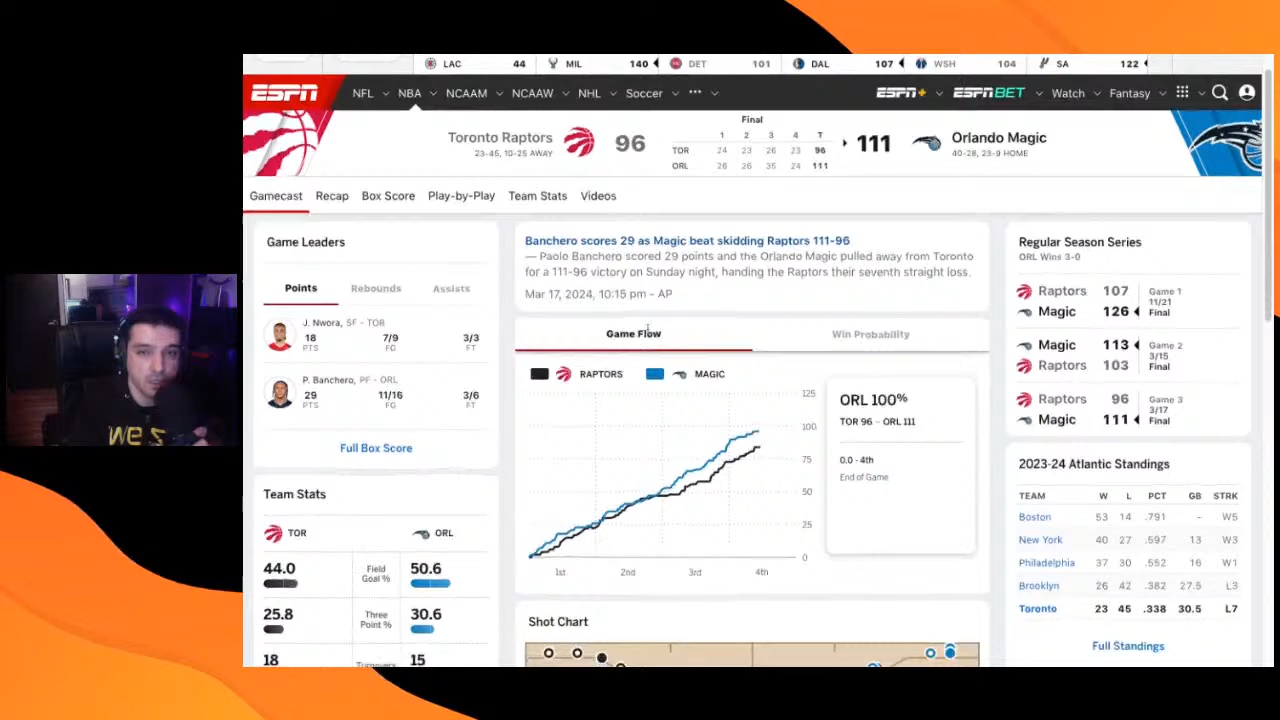 LAC 44 MIL 140 DET 101 DAL 107 WSH 104 SA 122
ESPN NFL NBA NCAAM NCAAW NHL Soccer ••• ESPN+ ESPN BET Watch Fantasy
Final
Toronto Raptors 96
23-45, 10-25 AWAY
1 2 3 4 T
TOR 24 23 26 23 96
ORL 26 26 35 24 111
111 Orlando Magic
40-28, 23-9 HOME
Gamecast Recap Box Score Play-by-Play Team Stats Videos
Game Leaders
Points Rebounds Assists
J. Nwora, SF - TOR
18 7/9 3/3
PTS FG FT
P. Banchero, PF - ORL
29 11/16 3/6
PTS FG FT
Full Box Score
Team Stats
TOR ORL
44.0 Field Goal % 50.6
25.8 Three Point % 30.6
18 Turnovers 15
Banchero scores 29 as Magic beat skidding Raptors 111-96
— Paolo Banchero scored 29 points and the Orlando Magic pulled away from Toronto
for a 111-96 victory on Sunday night, handing the Raptors their seventh straight loss.
Mar 17, 2024, 10:15 pm - AP
Game Flow Win Probability
RAPTORS MAGIC
125
100
75
50
25
0
1st 2nd 3rd 4th
ORL 100%
TOR 96 - ORL 111
0.0 - 4th
End of Game
Shot Chart
Regular Season Series
ORL Wins 3-0
Raptors 107 Game 1
11/21
Magic 126 Final
Magic 113 Game 2
3/15
Raptors 103 Final
Raptors 96 Game 3
3/17
Magic 111 Final
2023-24 Atlantic Standings
TEAM W L PCT GB STRK
Boston 53 14 .791 - W5
New York 40 27 .597 13 W3
Philadelphia 37 30 .552 16 W1
Brooklyn 26 42 .382 27.5 L3
Toronto 23 45 .338 30.5 L7
Full Standings